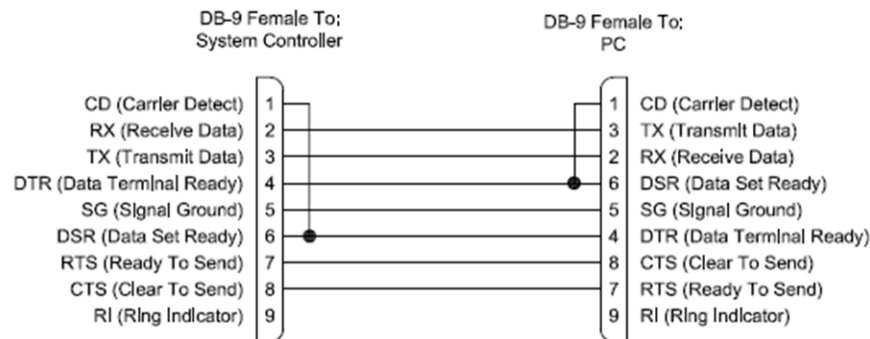 DB-9 Female To:
System Controller
DB-9 Female To:
PC
CD (Carrier Detect) 1
RX (Receive Data) 2
TX (Transmit Data) 3
DTR (Data Terminal Ready) 4
SG (Signal Ground) 5
DSR (Data Set Ready) 6
RTS (Ready To Send) 7
CTS (Clear To Send) 8
RI (Ring Indicator) 9
1 CD (Carrier Detect)
3 TX (Transmit Data)
2 RX (Receive Data)
6 DSR (Data Set Ready)
5 SG (Signal Ground)
4 DTR (Data Terminal Ready)
8 CTS (Clear To Send)
7 RTS (Ready To Send)
9 RI (Ring Indicator)